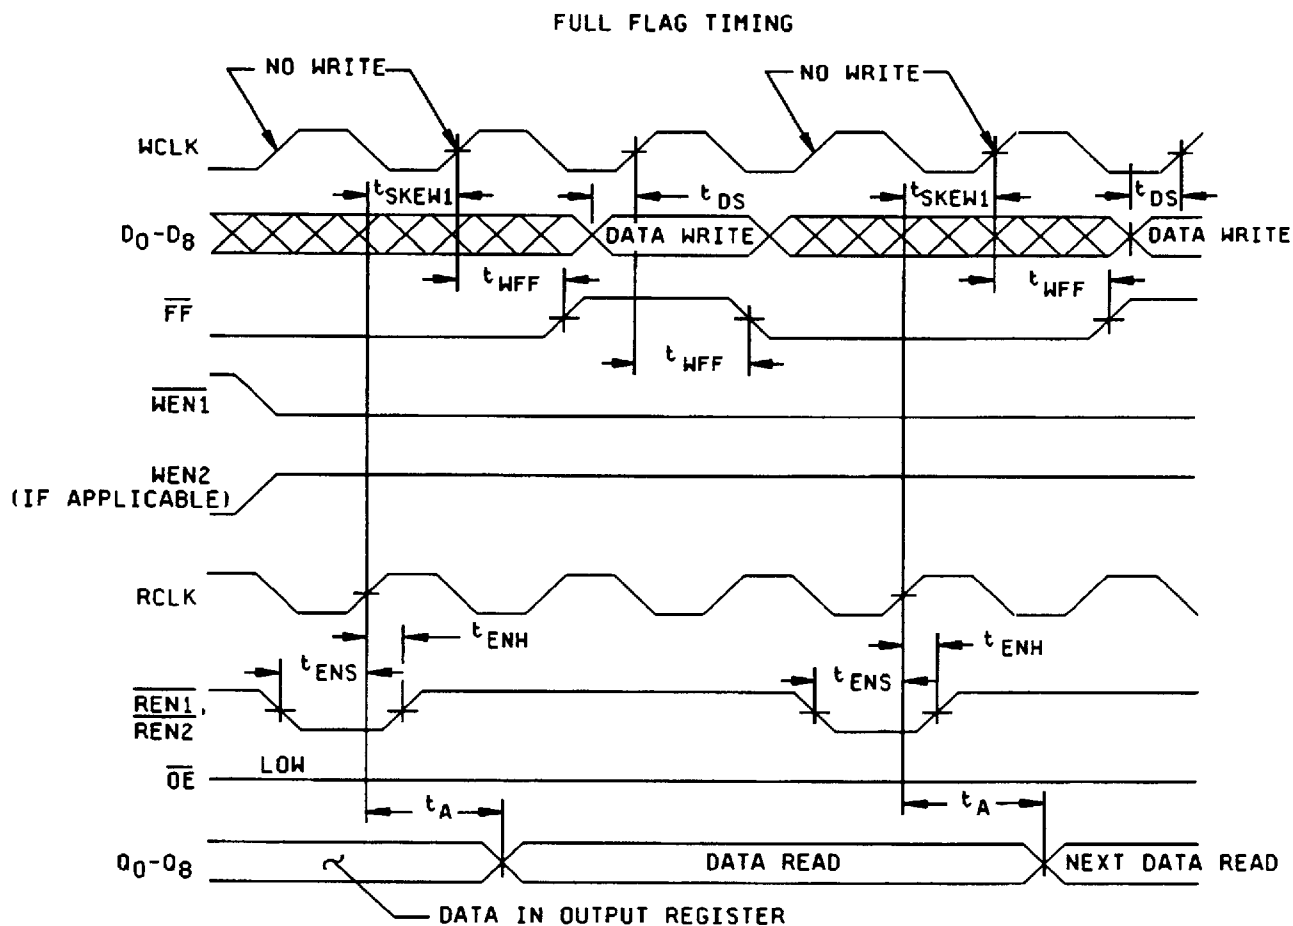 FULL FLAG TIMING
NO WRITE
NO WRITE
WCLK
tSKEW1
tDS
tSKEW1
tDS
D0-D8
DATA WRITE
DATA WRITE
tWFF
tWFF
FF
tWFF
WEN1
WEN2
(IF APPLICABLE)
RCLK
tENH
tENH
tENS
tENS
REN1,
REN2
LOW
OE
tA
tA
Q0-Q8
DATA READ
NEXT DATA READ
DATA IN OUTPUT REGISTER